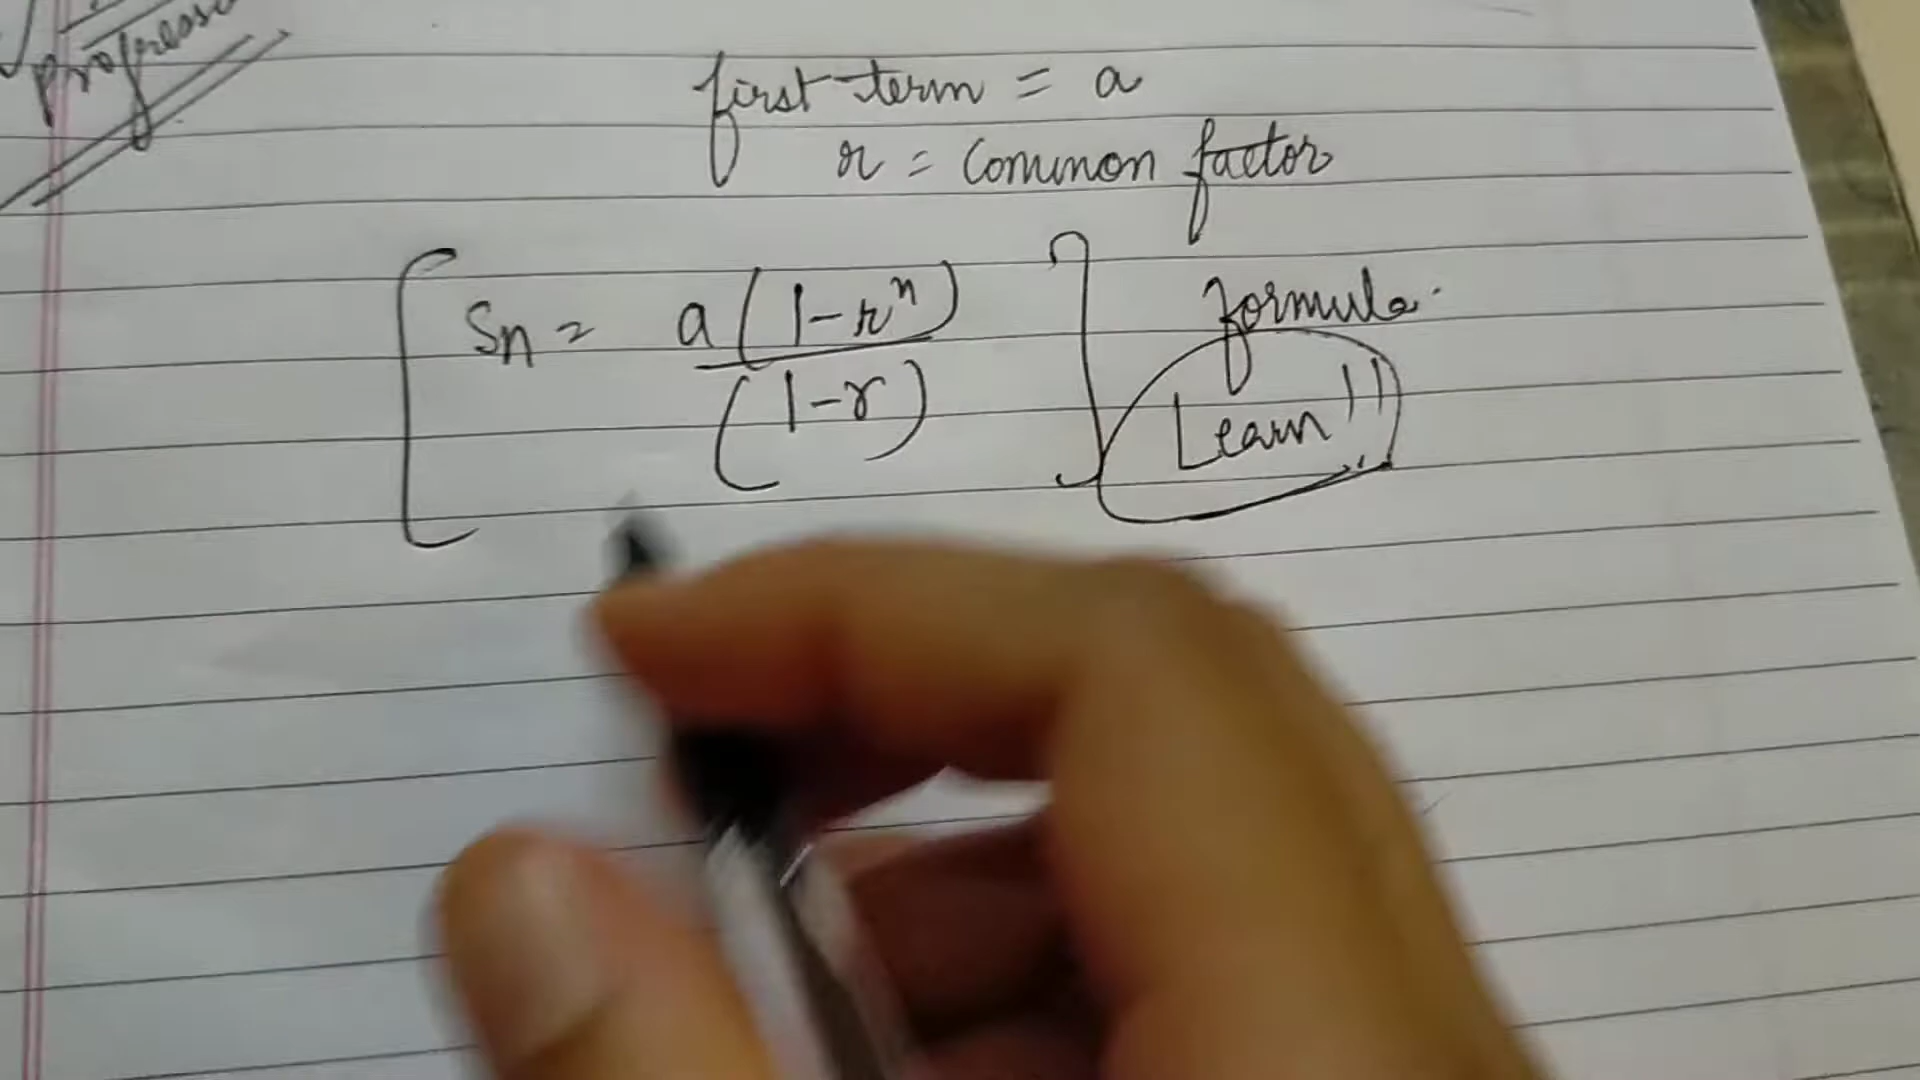 first term = a
r = common factor
Sn = a(1-r^n)/(1-r)
formula.
Learn!!